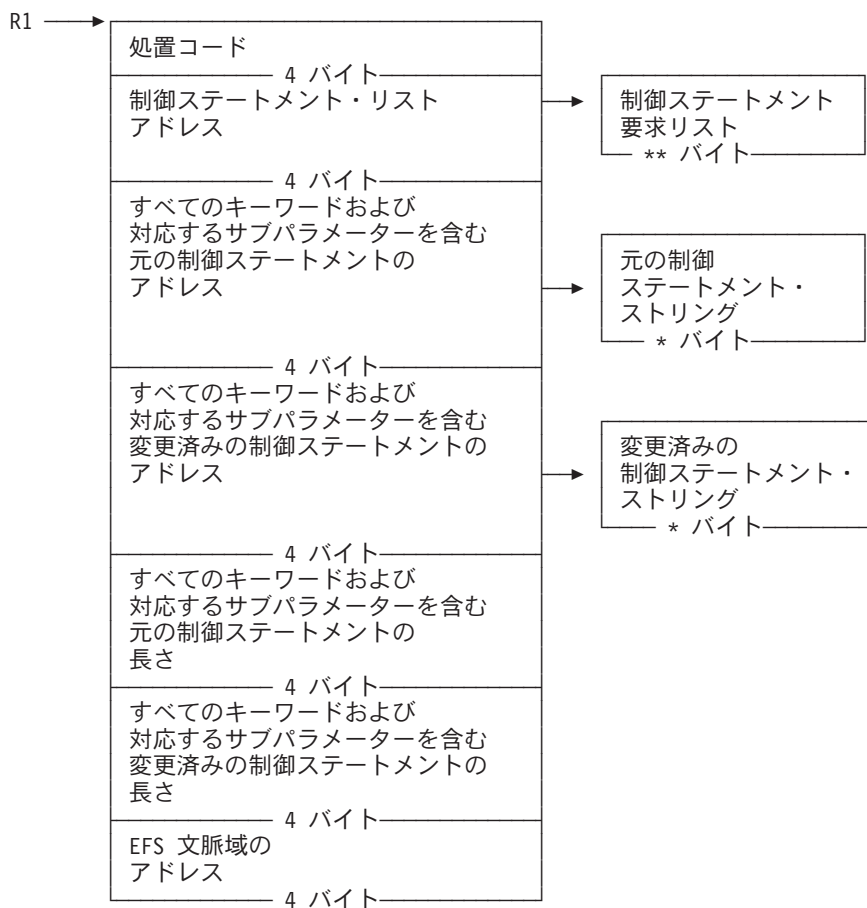 R1
処置コード
4 バイト
制御ステートメント・リスト
アドレス
制御ステートメント
要求リスト
** バイト
4 バイト
すべてのキーワードおよび
対応するサブパラメーターを含む
元の制御ステートメントの
アドレス
元の制御
ステートメント・
ストリング
* バイト
4 バイト
すべてのキーワードおよび
対応するサブパラメーターを含む
変更済みの制御ステートメントの
アドレス
変更済みの
制御ステートメント・
ストリング
* バイト
4 バイト
すべてのキーワードおよび
対応するサブパラメーターを含む
元の制御ステートメントの
長さ
4 バイト
すべてのキーワードおよび
対応するサブパラメーターを含む
変更済みの制御ステートメントの
長さ
4 バイト
EFS 文脈域の
アドレス
4 バイト